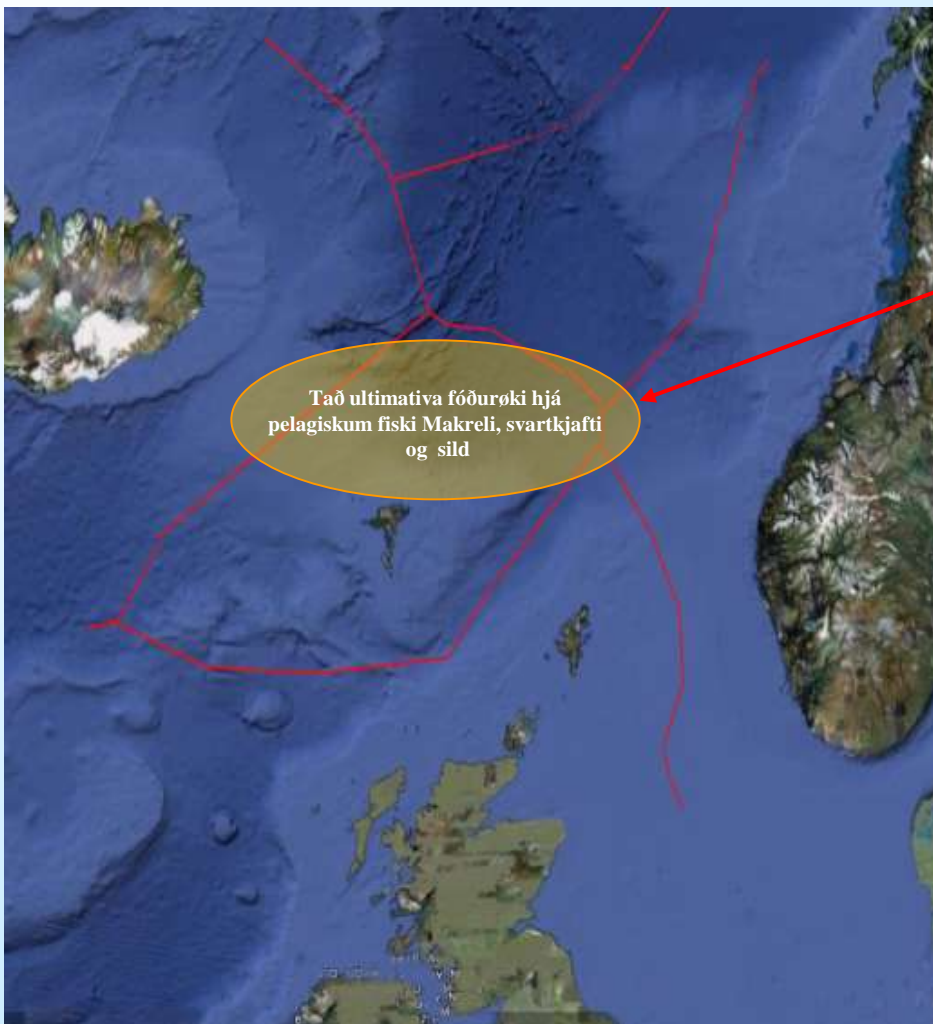 Tað ultimativa fóðurøki hjá
pelagiskum fiski Makreli, svartkjafti
og sild